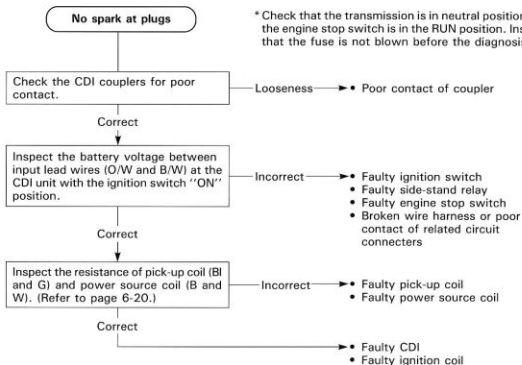 No spark at plugs
* Check that the transmission is in neutral position
the engine stop switch is in the RUN position. Ins
that the fuse is not blown before the diagnosis
Check the CDI couplers for poor
contact.
Looseness
• Poor contact of coupler
Correct
Inspect the battery voltage between
input lead wires (O/W and B/W) at the
CDI unit with the ignition switch "ON"
position.
Incorrect
• Faulty ignition switch
• Faulty side-stand relay
• Faulty engine stop switch
• Broken wire harness or poor
contact of related circuit
connecters
Correct
Inspect the resistance of pick-up coil (Bl
and G) and power source coil (B and
W). (Refer to page 6-20.)
Incorrect
• Faulty pick-up coil
• Faulty power source coil
Correct
• Faulty CDI
• Faulty ignition coil